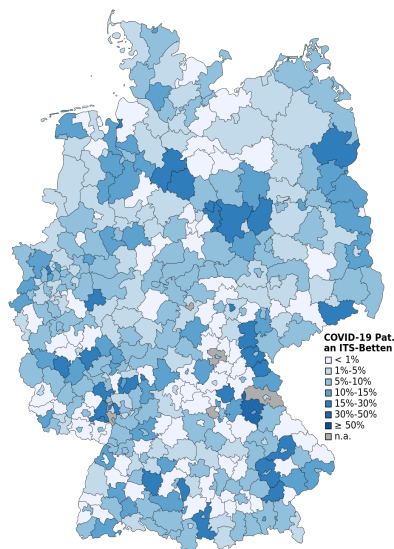 COVID-19 Pat.
an ITS-Betten
< 1%
1%-5%
5%-10%
10%-15%
15%-30%
30%-50%
≥ 50%
n.a.